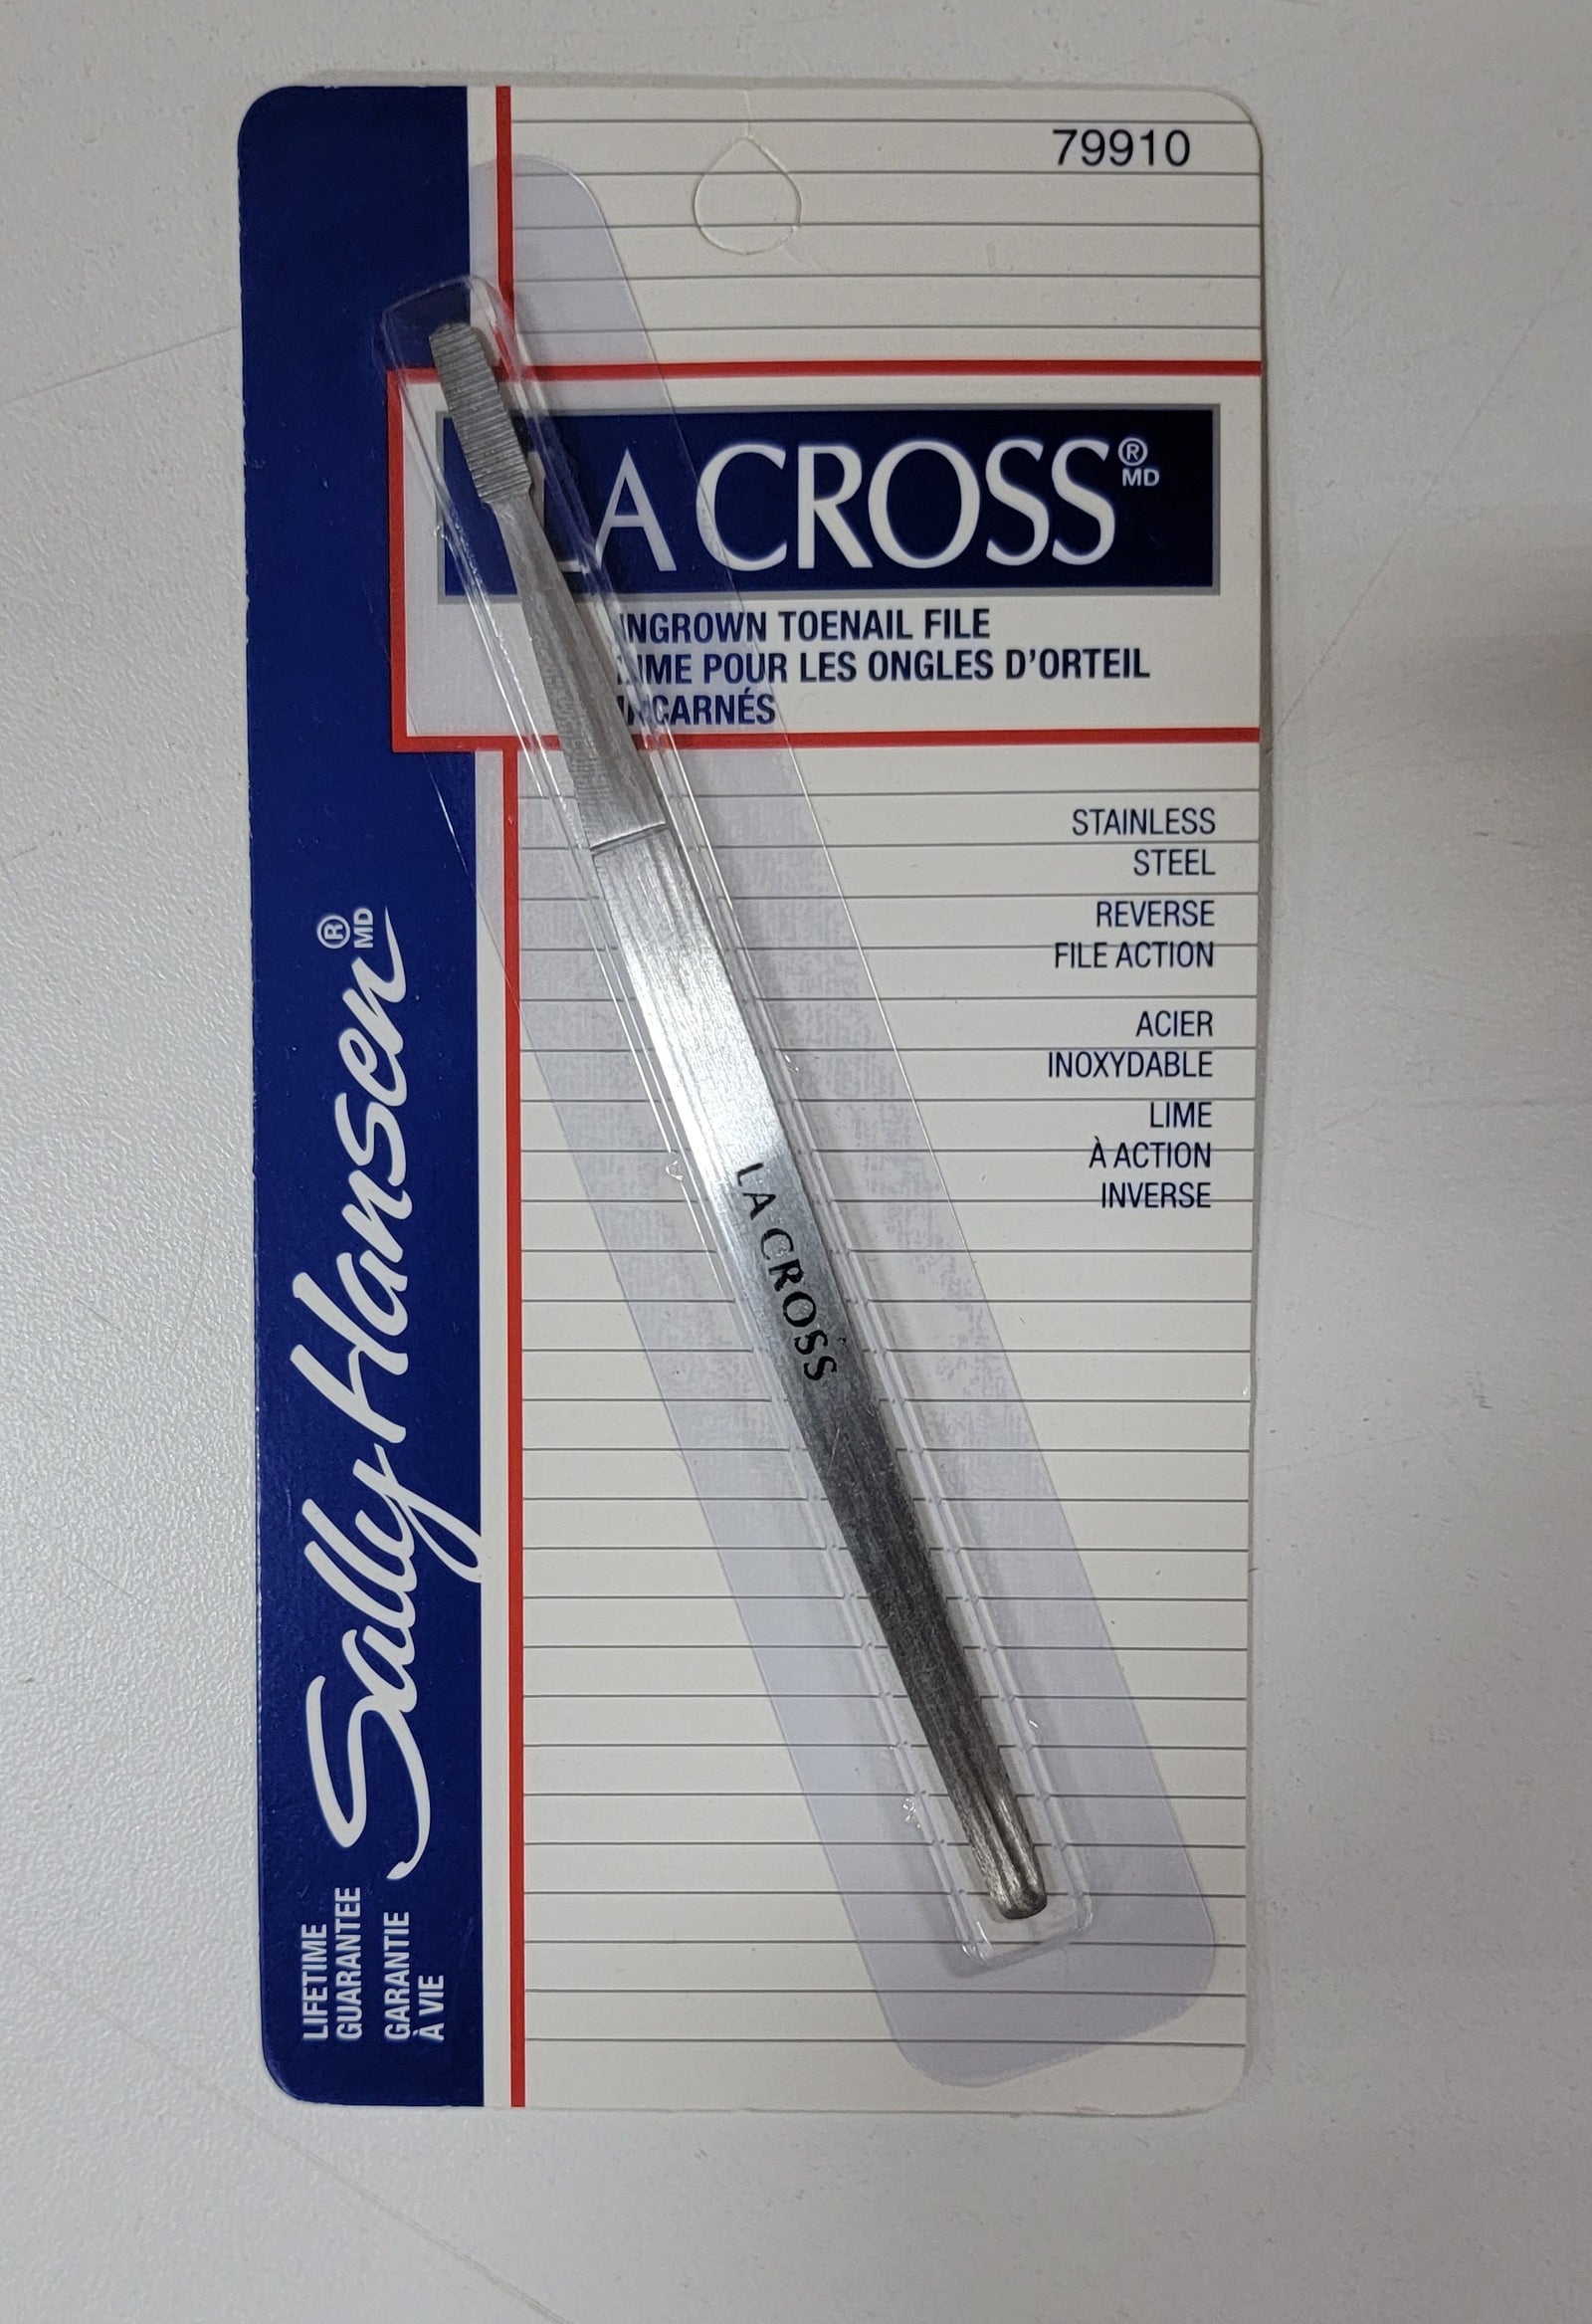 79910
LA CROSS® MD
INGROWN TOENAIL FILE
LIME POUR LES ONGLES D'ORTEIL
INCARNÉS
STAINLESS
STEEL
REVERSE
FILE ACTION
ACIER
INOXYDABLE
LIME
À ACTION
INVERSE
LA CROSS
Sally Hansen® MD
LIFETIME
GUARANTEE
GARANTIE
À VIE